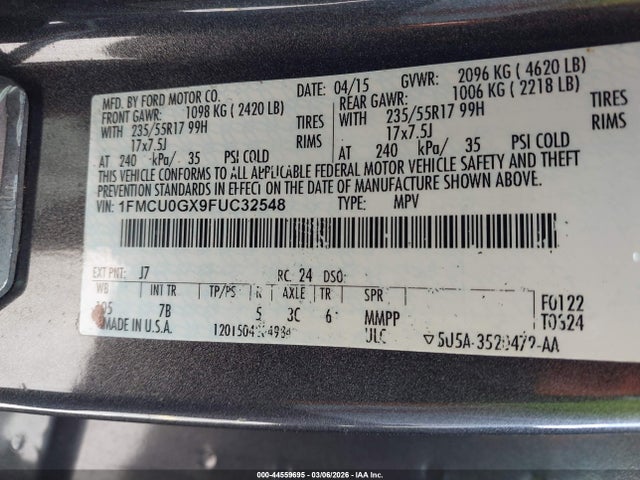 MFD. BY FORD MOTOR CO. DATE: 04/15 GVWR: 2096 KG ( 4620 LB)
FRONT GAWR: 1098 KG ( 2420 LB) REAR GAWR: 1006 KG ( 2218 LB)
WITH 235/55R17 99H TIRES WITH 235/55R17 99H TIRES
17x7.5J RIMS 17x7.5J RIMS
AT 240 kPa/ 35 PSI COLD AT 240 kPa/ 35 PSI COLD
THIS VEHICLE CONFORMS TO ALL APPLICABLE FEDERAL MOTOR VEHICLE SAFETY AND THEFT
PREVENTION STANDARDS IN EFFECT ON THE DATE OF MANUFACTURE SHOWN ABOVE.
VIN: 1FMCU0GX9FUC32548 TYPE: MPV
EXT PNT: J7 RC: 24 DSO:
WB INT TR TP/PS R AXLE TR SPR
7B 5 3C 6 MMPP F0122
MADE IN U.S.A. ULC T0S24
▽5U5A-3520472-AA
000-44559695 - 03/06/2026 - IAA Inc.